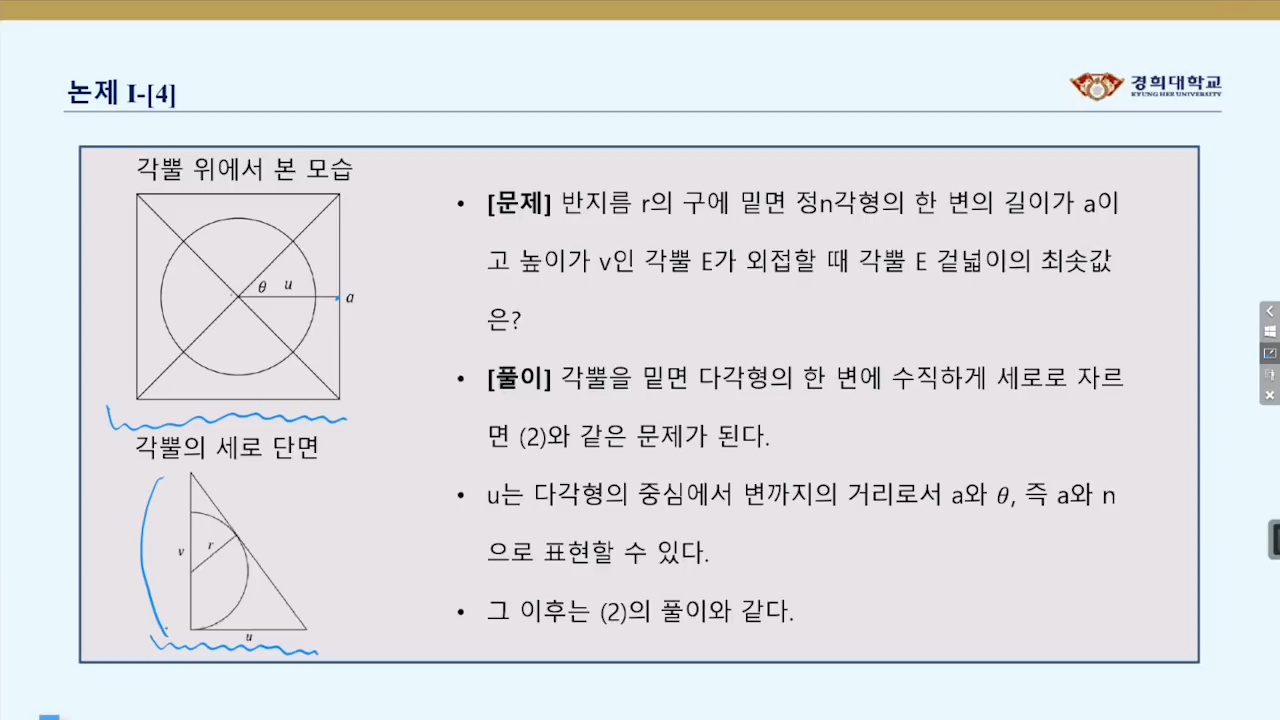 논제 I-[4]
경희대학교
KYUNG HEE UNIVERSITY
각뿔 위에서 본 모습
θ u a
각뿔의 세로 단면
v r
u
• [문제] 반지름 r의 구에 밑면 정n각형의 한 변의 길이가 a이
고 높이가 v인 각뿔 E가 외접할 때 각뿔 E 겉넓이의 최솟값
은?
• [풀이] 각뿔을 밑면 다각형의 한 변에 수직하게 세로로 자르
면 (2)와 같은 문제가 된다.
• u는 다각형의 중심에서 변까지의 거리로서 a와 θ, 즉 a와 n
으로 표현할 수 있다.
• 그 이후는 (2)의 풀이와 같다.